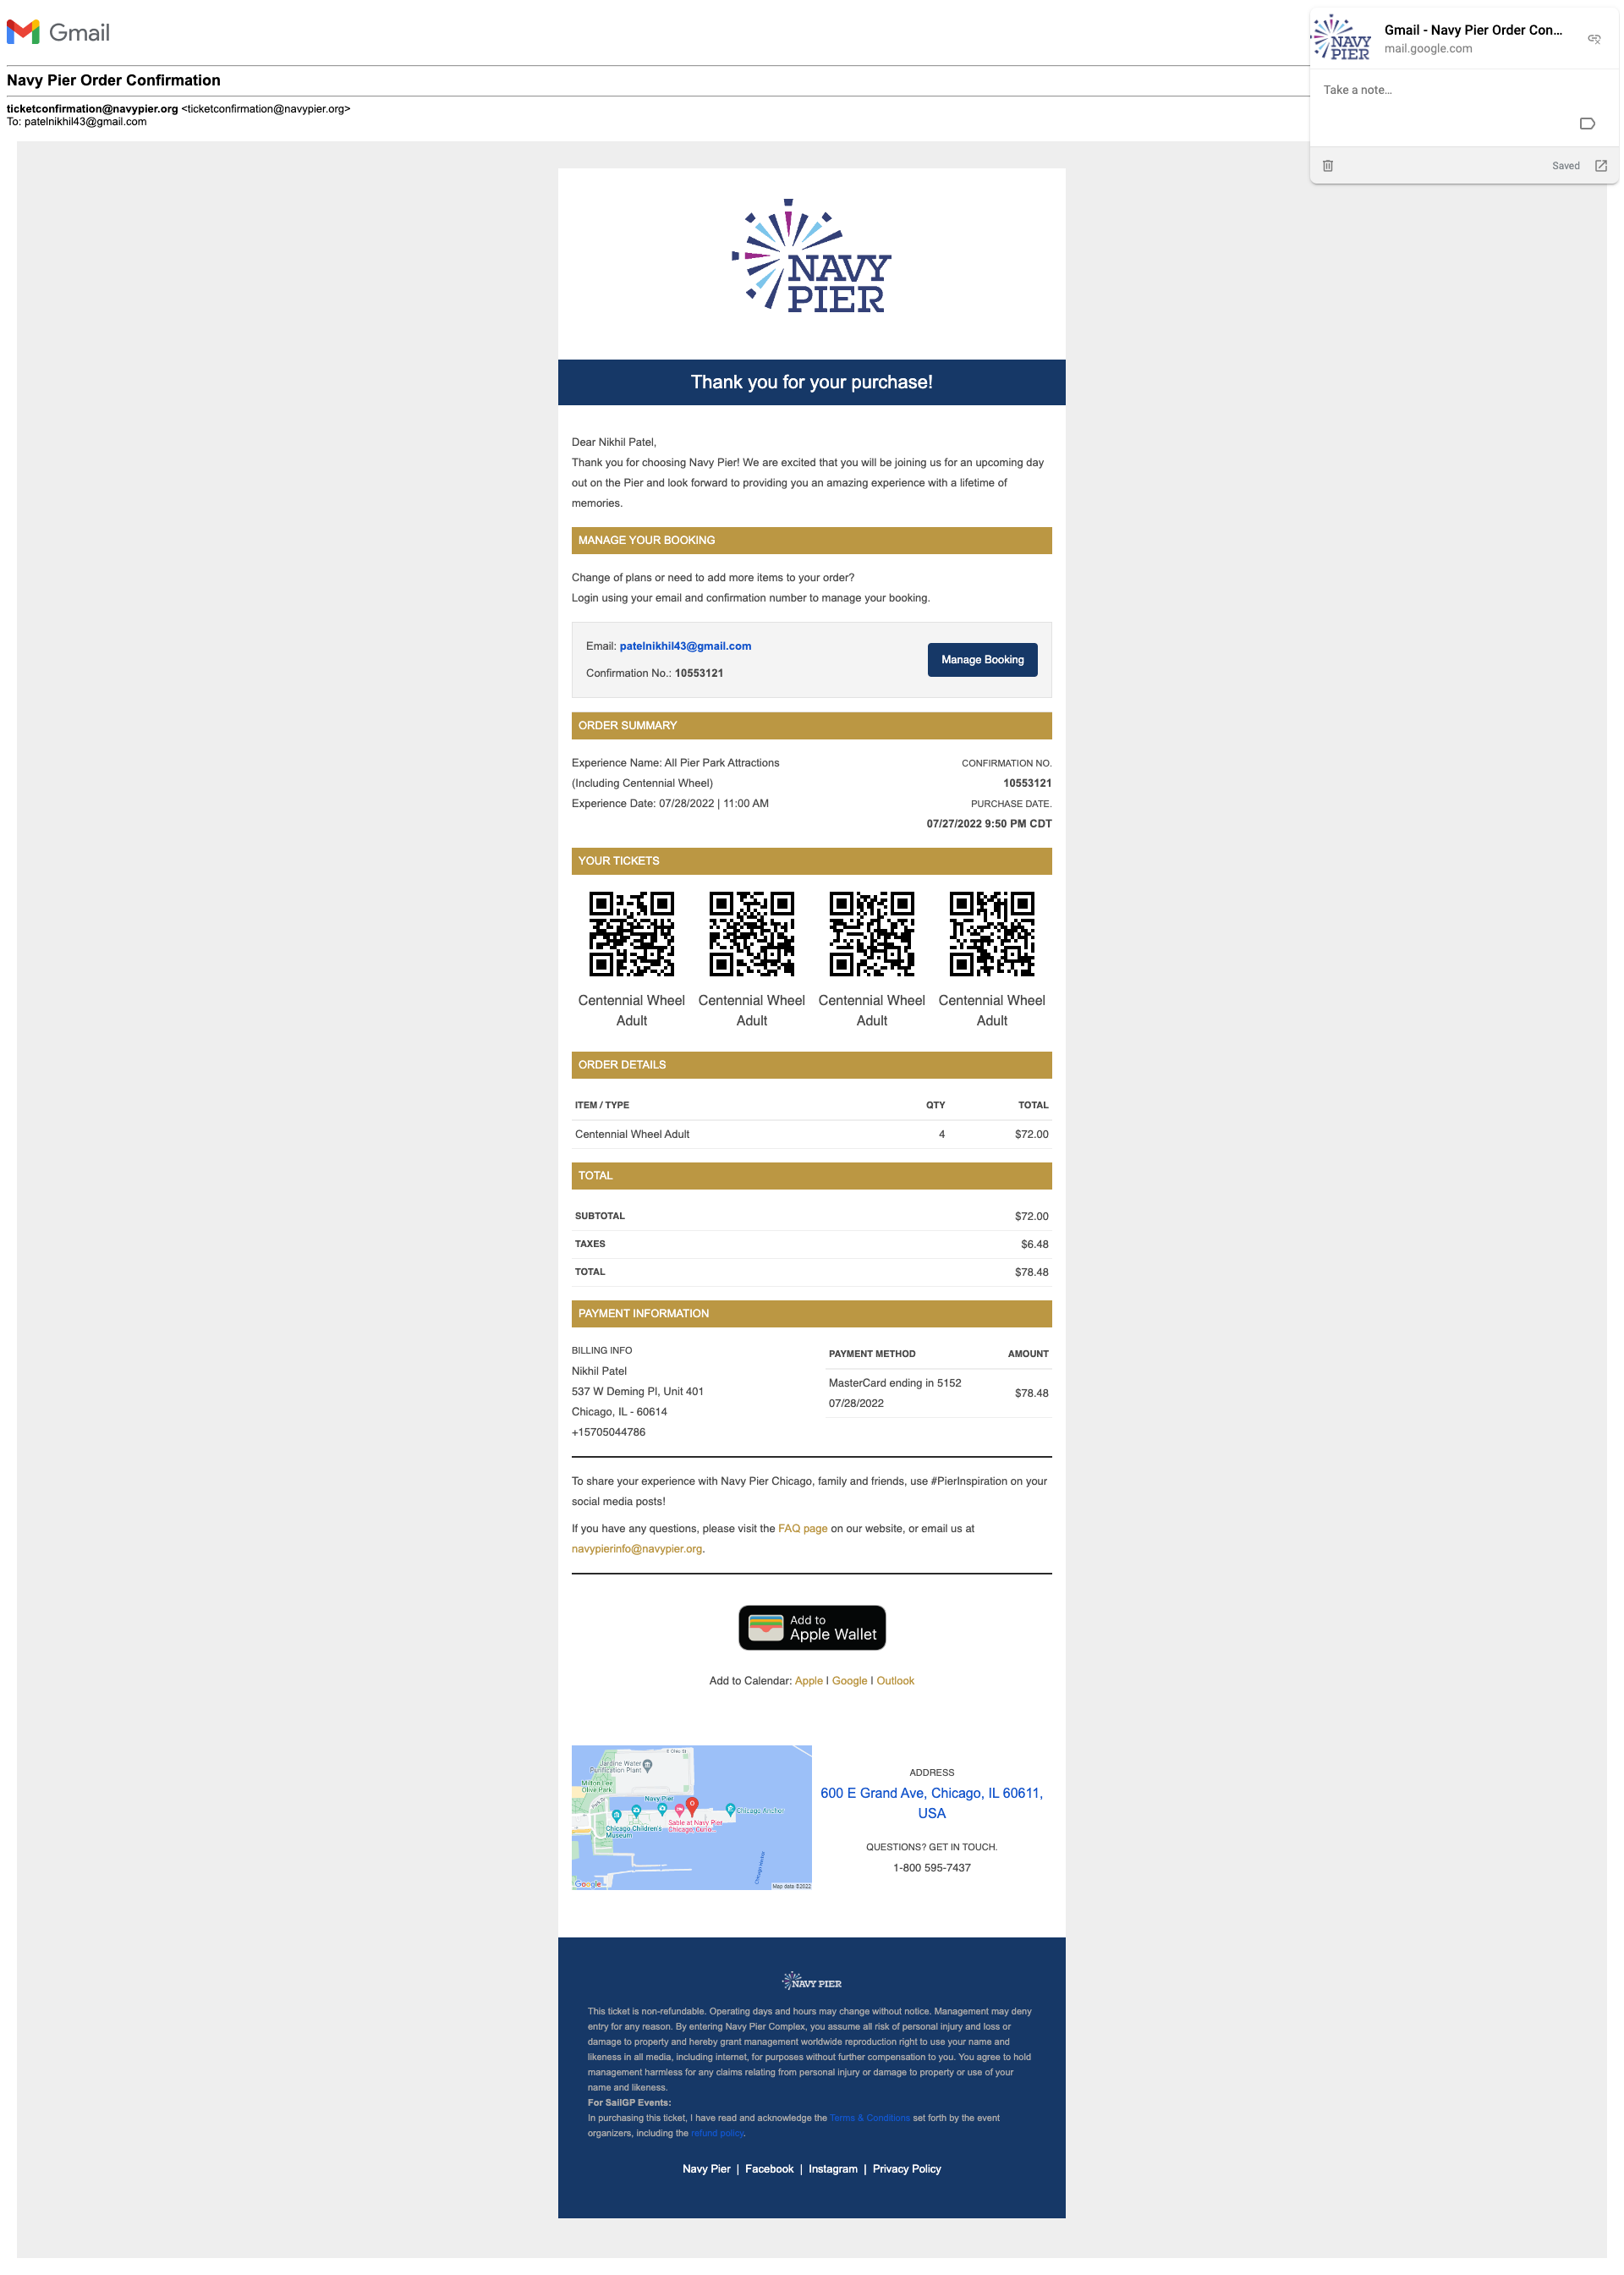 Gmail
Navy Pier Order Confirmation
ticketconfirmation@navypier.org <ticketconfirmation@navypier.org>
To: patelnikhil43@gmail.com
NAVY
PIER
Gmail - Navy Pier Order Con...
mail.google.com
Take a note...
Saved
NAVY
PIER
Thank you for your purchase!
Dear Nikhil Patel,
Thank you for choosing Navy Pier! We are excited that you will be joining us for an upcoming day
out on the Pier and look forward to providing you an amazing experience with a lifetime of
memories.
MANAGE YOUR BOOKING
Change of plans or need to add more items to your order?
Login using your email and confirmation number to manage your booking.
Email: patelnikhil43@gmail.com
Confirmation No.: 10553121
Manage Booking
ORDER SUMMARY
Experience Name: All Pier Park Attractions
(Including Centennial Wheel)
Experience Date: 07/28/2022 | 11:00 AM
CONFIRMATION NO.
10553121
PURCHASE DATE.
07/27/2022 9:50 PM CDT
YOUR TICKETS
Centennial Wheel
Adult
Centennial Wheel
Adult
Centennial Wheel
Adult
Centennial Wheel
Adult
ORDER DETAILS
ITEM / TYPE QTY TOTAL
Centennial Wheel Adult 4 $72.00
TOTAL
SUBTOTAL $72.00
TAXES $6.48
TOTAL $78.48
PAYMENT INFORMATION
BILLING INFO
Nikhil Patel
537 W Deming Pl, Unit 401
Chicago, IL - 60614
+15705044786
PAYMENT METHOD AMOUNT
MasterCard ending in 5152
07/28/2022
$78.48
To share your experience with Navy Pier Chicago, family and friends, use #PierInspiration on your
social media posts!
If you have any questions, please visit the FAQ page on our website, or email us at
navypierinfo@navypier.org.
Add to
Apple Wallet
Add to Calendar: Apple | Google | Outlook
E Ohio St
Jardine Water
Purification Plant
Milton Lee
Olive Park
Navy Pier
Chicago Anchor
Sable at Navy Pier
Chicago Curio...
Chicago Children's
Museum
Google
Map data ©2022
ADDRESS
600 E Grand Ave, Chicago, IL 60611,
USA
QUESTIONS? GET IN TOUCH.
1-800 595-7437
NAVY PIER
This ticket is non-refundable. Operating days and hours may change without notice. Management may deny
entry for any reason. By entering Navy Pier Complex, you assume all risk of personal injury and loss or
damage to property and hereby grant management worldwide reproduction right to use your name and
likeness in all media, including internet, for purposes without further compensation to you. You agree to hold
management harmless for any claims relating from personal injury or damage to property or use of your
name and likeness.
For SailGP Events:
In purchasing this ticket, I have read and acknowledge the Terms & Conditions set forth by the event
organizers, including the refund policy.
Navy Pier | Facebook | Instagram | Privacy Policy